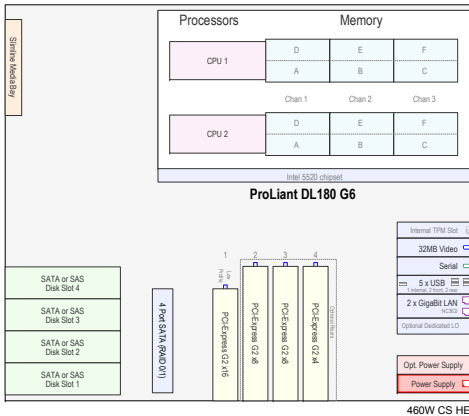 Processors
Memory
Slimline MediaBay
CPU 1
D
E
F
A
B
C
Chan 1
Chan 2
Chan 3
CPU 2
D
E
F
A
B
C
Intel 5520 chipset
ProLiant DL180 G6
Internal TPM Slot
32MB Video
Serial
5 x USB
1 internal, 2 front, 2 rear
2 x GigaBit LAN
NC362i
Optional Dedicated LO
Opt. Power Supply
Power Supply
460W CS HE
SATA or SAS
Disk Slot 4
SATA or SAS
Disk Slot 3
SATA or SAS
Disk Slot 2
SATA or SAS
Disk Slot 1
4 Port SATA (RAID 0/1)
1
2
3
4
Low
Profile
PCI-Express G2 x16
PCI-Express G2 x8
PCI-Express G2 x8
PCI-Express G2 x4
Optional Risers